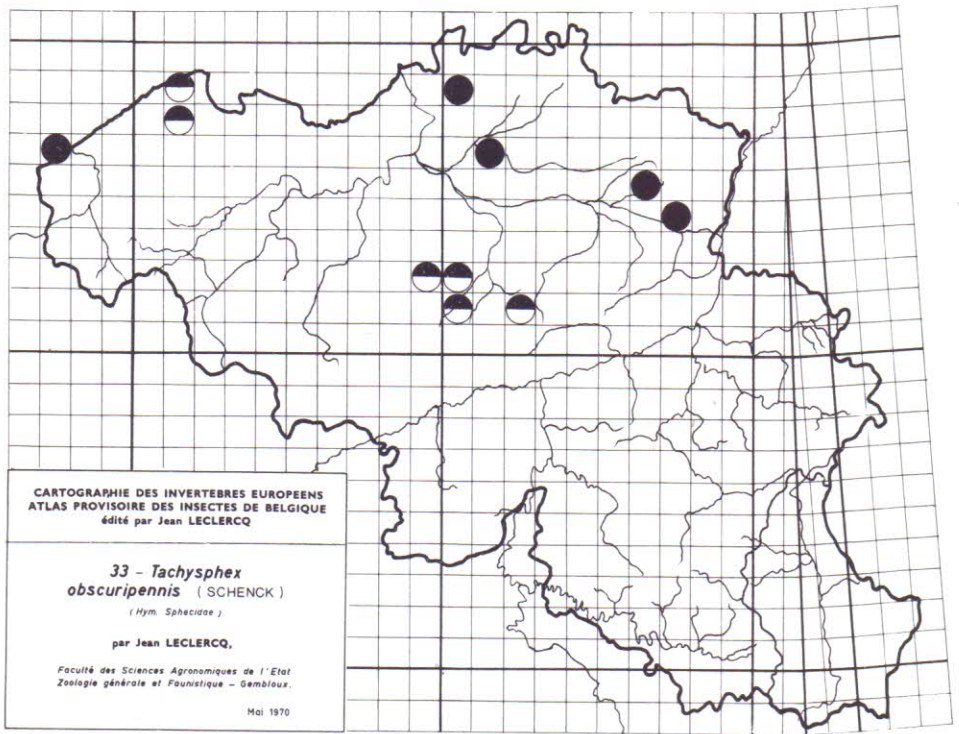 CARTOGRAPHIE DES INVERTEBRES EUROPEENS
ATLAS PROVISOIRE DES INSECTES DE BELGIQUE
édité par Jean LECLERCQ
33 - Tachysphex
obscuripennis ( SCHENCK )
( Hym. Sphecidae )
par Jean LECLERCQ,
Faculté des Sciences Agronomiques de l'Etat
Zoologie générale et Faunistique - Gembloux.
Mai 1970